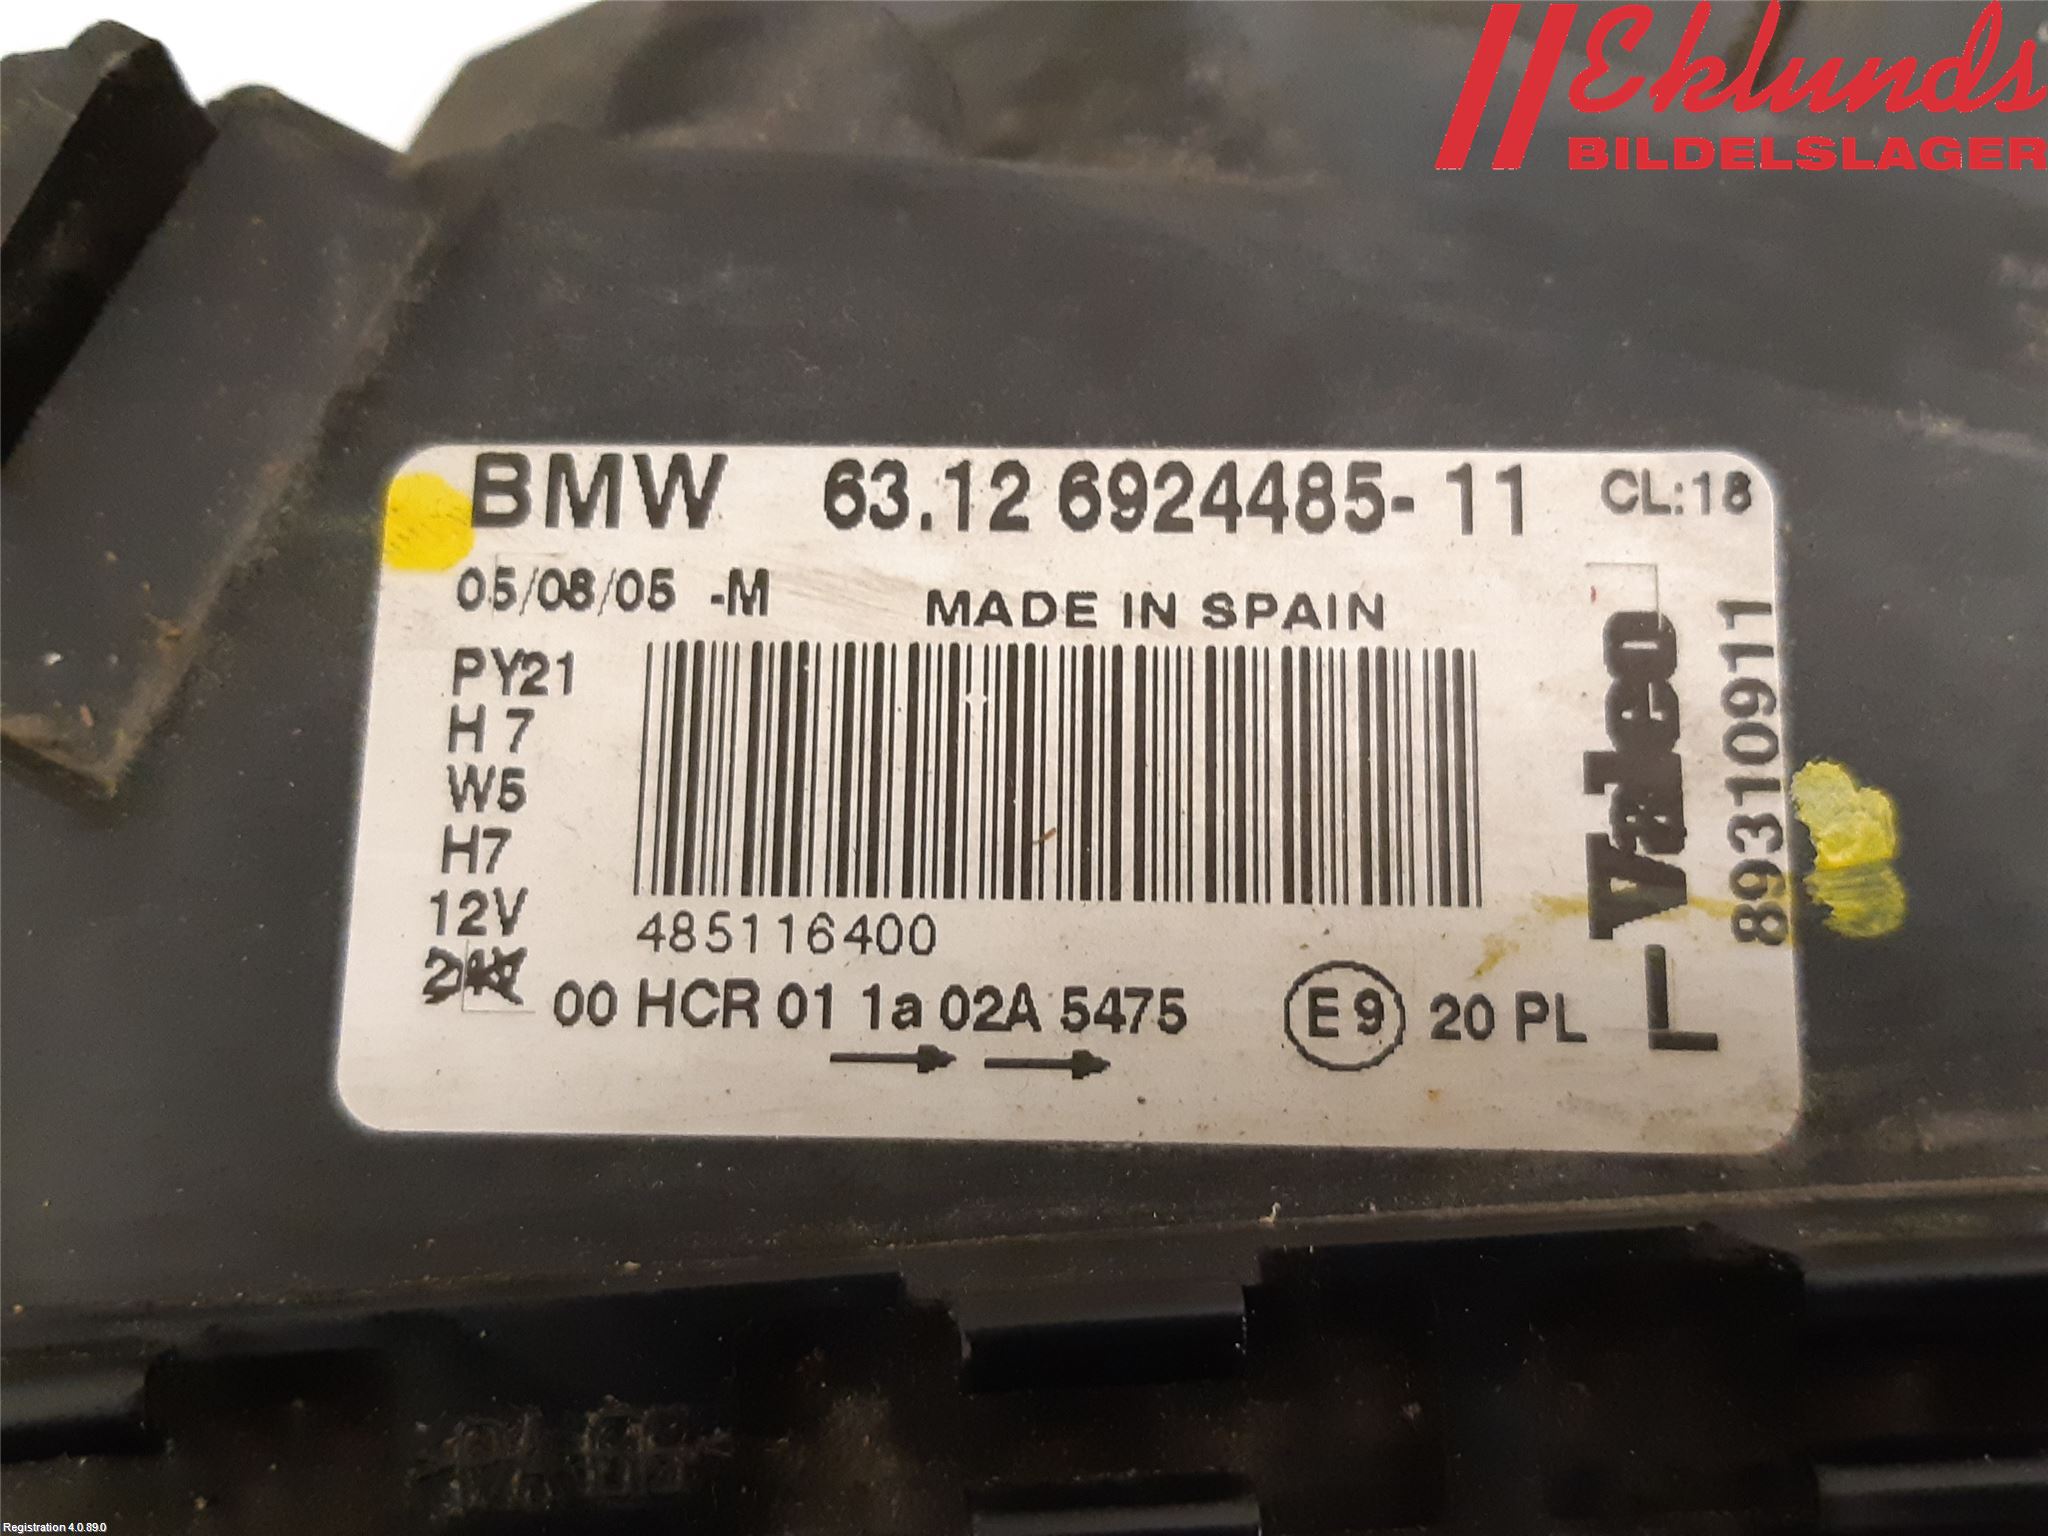 Eklunds
BILDELSLAGER
BMW 63.12 6924485- 11 CL:18
05/08/05 -M
MADE IN SPAIN
PY21
H 7
W5
H7
12V
485116400
00 HCR 01 1a 02A 5475
E 9
20 PL
L
Valeo
89310911
Registration 4.0.89.0